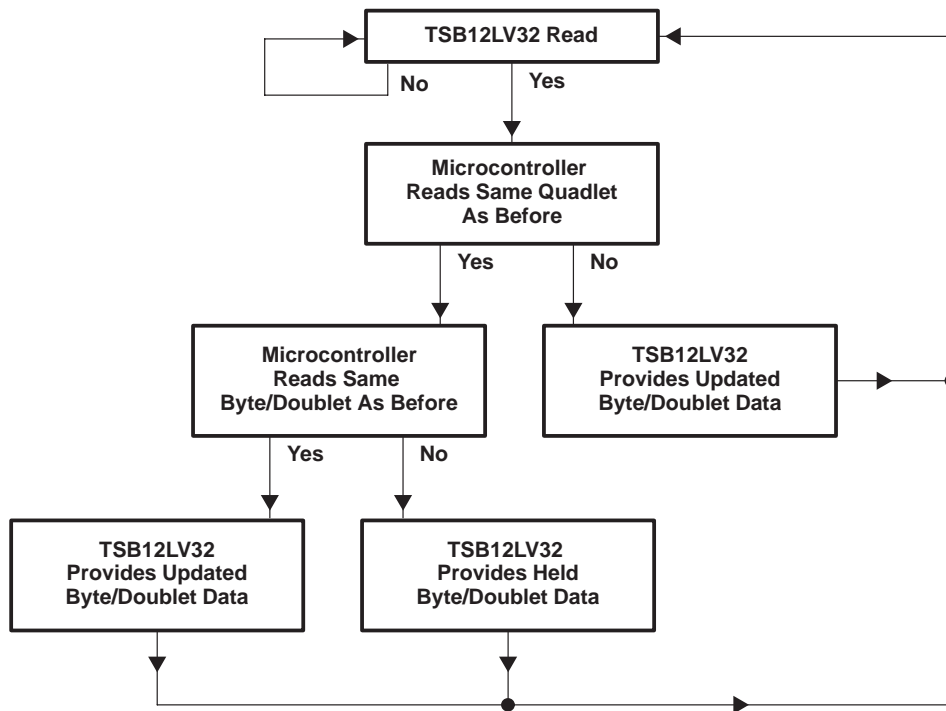 TSB12LV32 Read
No
Yes
Microcontroller
Reads Same Quadlet
As Before
Yes
No
Microcontroller
Reads Same
Byte/Doublet As Before
TSB12LV32
Provides Updated
Byte/Doublet Data
Yes
No
TSB12LV32
Provides Updated
Byte/Doublet Data
TSB12LV32
Provides Held
Byte/Doublet Data